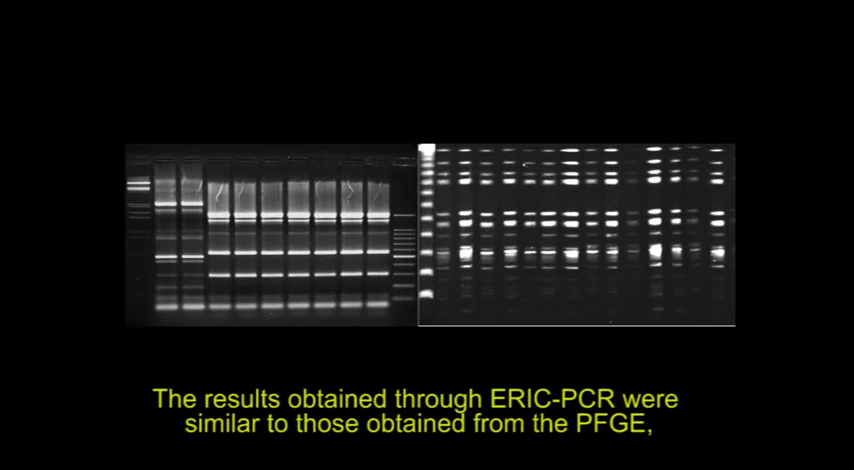 The results obtained through ERIC-PCR were
similar to those obtained from the PFGE,